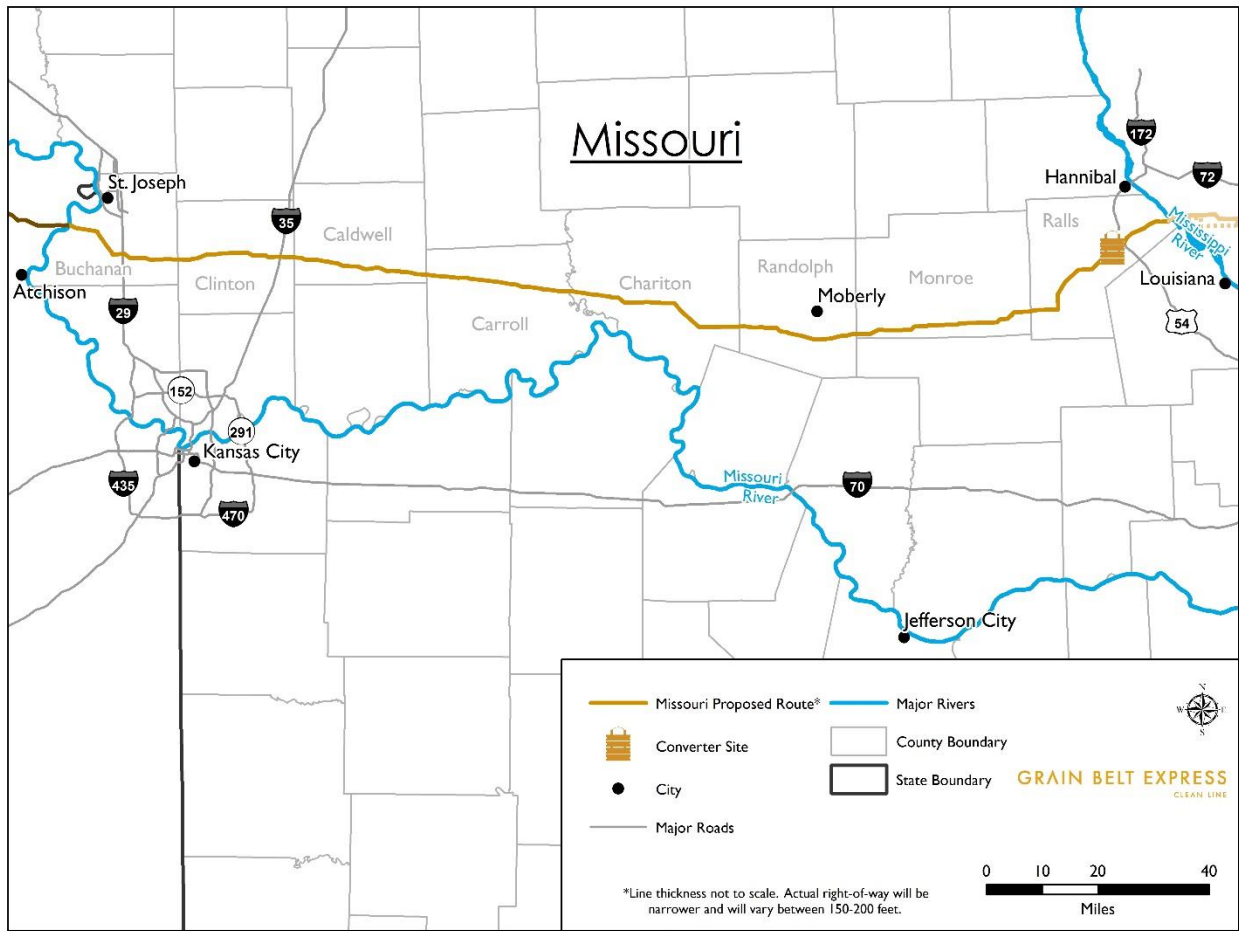 Missouri
172
72
St. Joseph
Hannibal
35
Caldwell
Ralls
Mississippi
River
Buchanan
Atchison
Clinton
Chariton
Randolph
Monroe
Louisiana
Moberly
29
Carroll
54
152
291
Kansas City
435
470
Missouri
River
70
Jefferson City
Missouri Proposed Route*
Major Rivers
N
W
E
S
Converter Site
County Boundary
City
State Boundary
GRAIN BELT EXPRESS
CLEAN LINE
Major Roads
0 10 20 40
Miles
*Line thickness not to scale. Actual right-of-way will be
narrower and will vary between 150-200 feet.